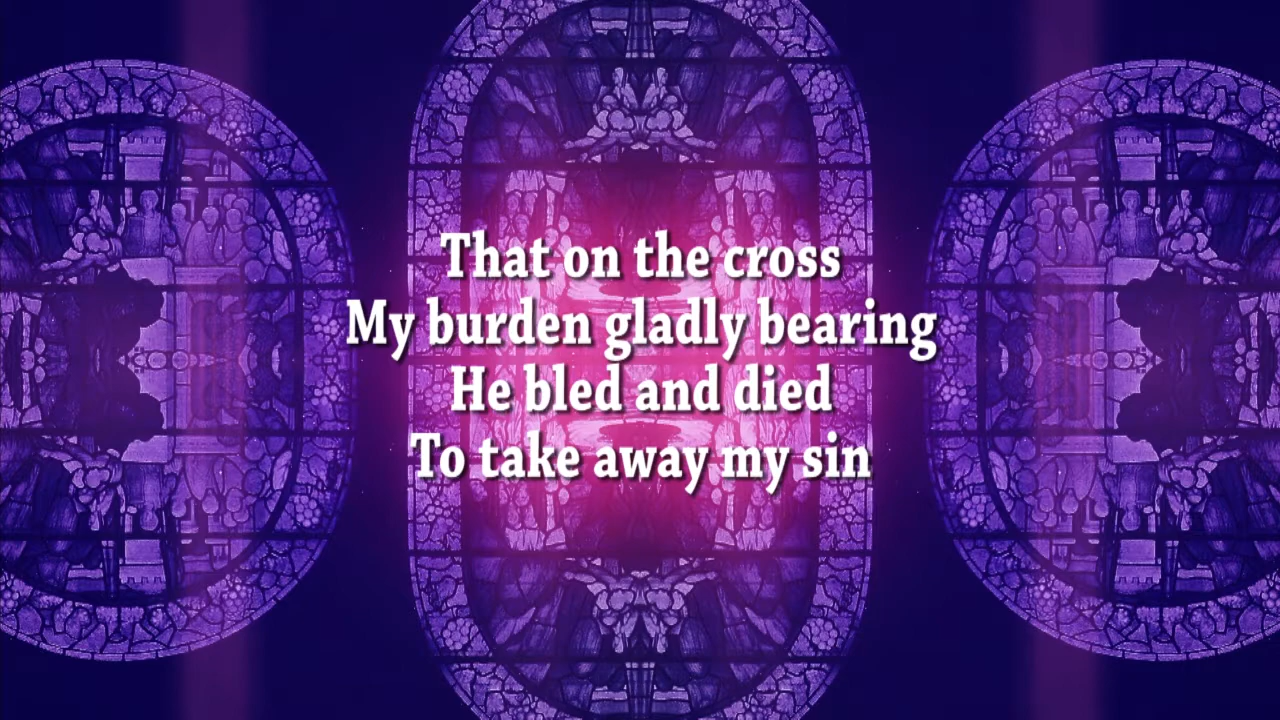 That on the cross
My burden gladly bearing
He bled and died
To take away my sin